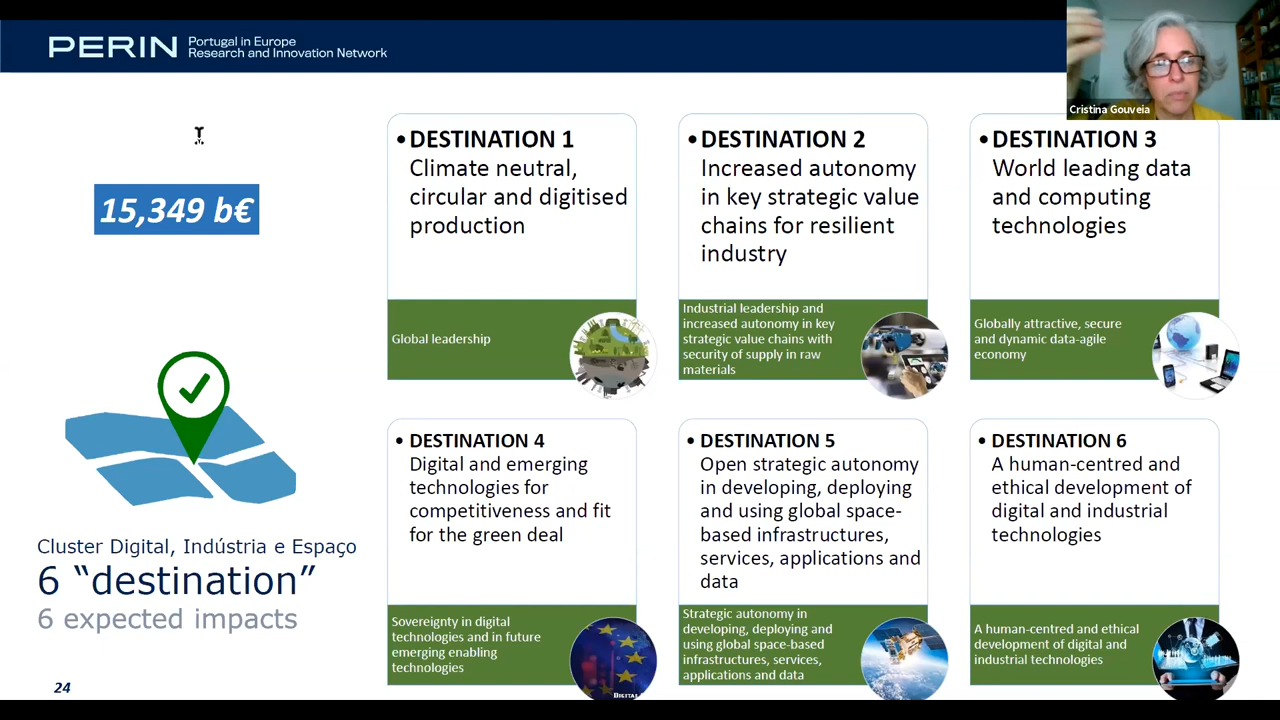 PERIN
Portugal in Europe
Research and Innovation Network
Cristina Gouveia
15,349 b€
•DESTINATION 1
Climate neutral,
circular and digitised
production
Global leadership
•DESTINATION 2
Increased autonomy
in key strategic value
chains for resilient
industry
Industrial leadership and
increased autonomy in key
strategic value chains with
security of supply in raw
materials
•DESTINATION 3
World leading data
and computing
technologies
Globally attractive, secure
and dynamic data-agile
economy
Cluster Digital, Indústria e Espaço
6 “destination”
6 expected impacts
• DESTINATION 4
Digital and emerging
technologies for
competitiveness and fit
for the green deal
Sovereignty in digital
technologies and in future
emerging enabling
technologies
DIGITAL
• DESTINATION 5
Open strategic autonomy
in developing, deploying
and using global space-
based infrastructures,
services, applications and
data
Strategic autonomy in
developing, deploying and
using global space-based
infrastructures, services,
applications and data
• DESTINATION 6
A human-centred and
ethical development of
digital and industrial
technologies
A human-centred and ethical
development of digital and
industrial technologies
24